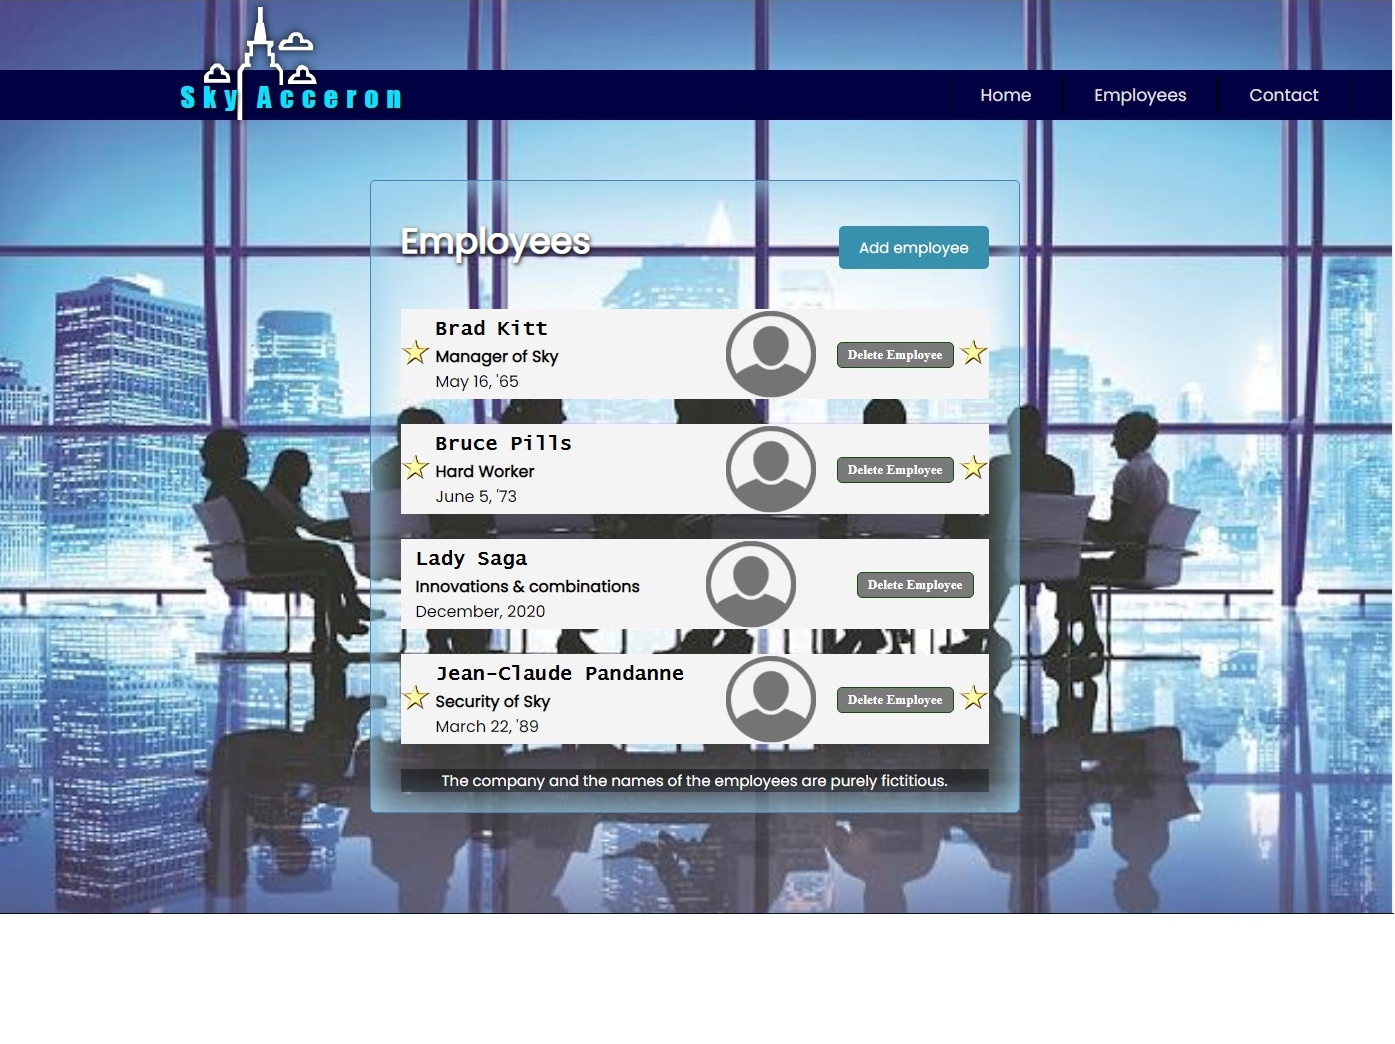 Sky Acceron
Home
Employees
Contact
Employees
Add employee
Brad Kitt
Manager of Sky
May 16, '65
Delete Employee
Bruce Pills
Hard Worker
June 5, '73
Delete Employee
Lady Saga
Innovations & combinations
December, 2020
Delete Employee
Jean-Claude Pandanne
Security of Sky
March 22, '89
Delete Employee
The company and the names of the employees are purely fictitious.